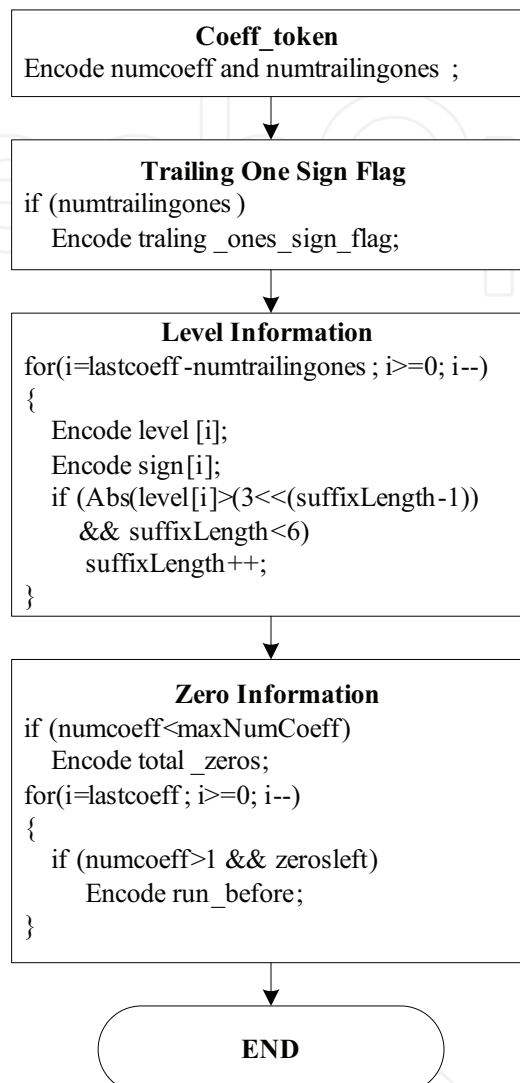 Coeff_token
Encode numcoeff and numtrailingones ;
Trailing One Sign Flag
if (numtrailingones )
Encode traling _ones_sign_flag;
Level Information
for(i=lastcoeff -numtrailingones ; i>=0; i--)
{
Encode level [i];
Encode sign[i];
if (Abs(level[i]>(3<<(suffixLength-1))
&& suffixLength<6)
suffixLength++;
}
Zero Information
if (numcoeff<maxNumCoeff)
Encode total _zeros;
for(i=lastcoeff ; i>=0; i--)
{
if (numcoeff>1 && zerosleft)
Encode run_before;
}
END